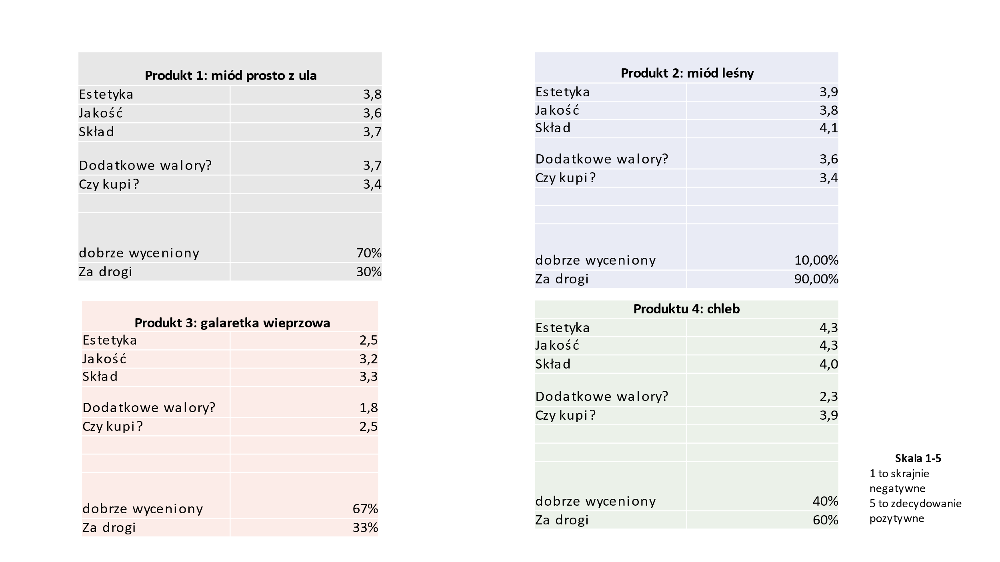 Produkt 1: miód prosto z ula
Estetyka 3,8
Jakość 3,6
Skład 3,7
Dodatkowe walory? 3,7
Czy kupi? 3,4
dobrze wyceniony 70%
Za drogi 30%
Produkt 2: miód leśny
Estetyka 3,9
Jakość 3,8
Skład 4,1
Dodatkowe walory? 3,6
Czy kupi? 3,4
dobrze wyceniony 10,00%
Za drogi 90,00%
Produkt 3: galaretka wieprzowa
Estetyka 2,5
Jakość 3,2
Skład 3,3
Dodatkowe walory? 1,8
Czy kupi? 2,5
dobrze wyceniony 67%
Za drogi 33%
Produktu 4: chleb
Estetyka 4,3
Jakość 4,3
Skład 4,0
Dodatkowe walory? 2,3
Czy kupi? 3,9
dobrze wyceniony 40%
Za drogi 60%
Skala 1-5
1 to skrajnie
negatywne
5 to zdecydowanie
pozytywne